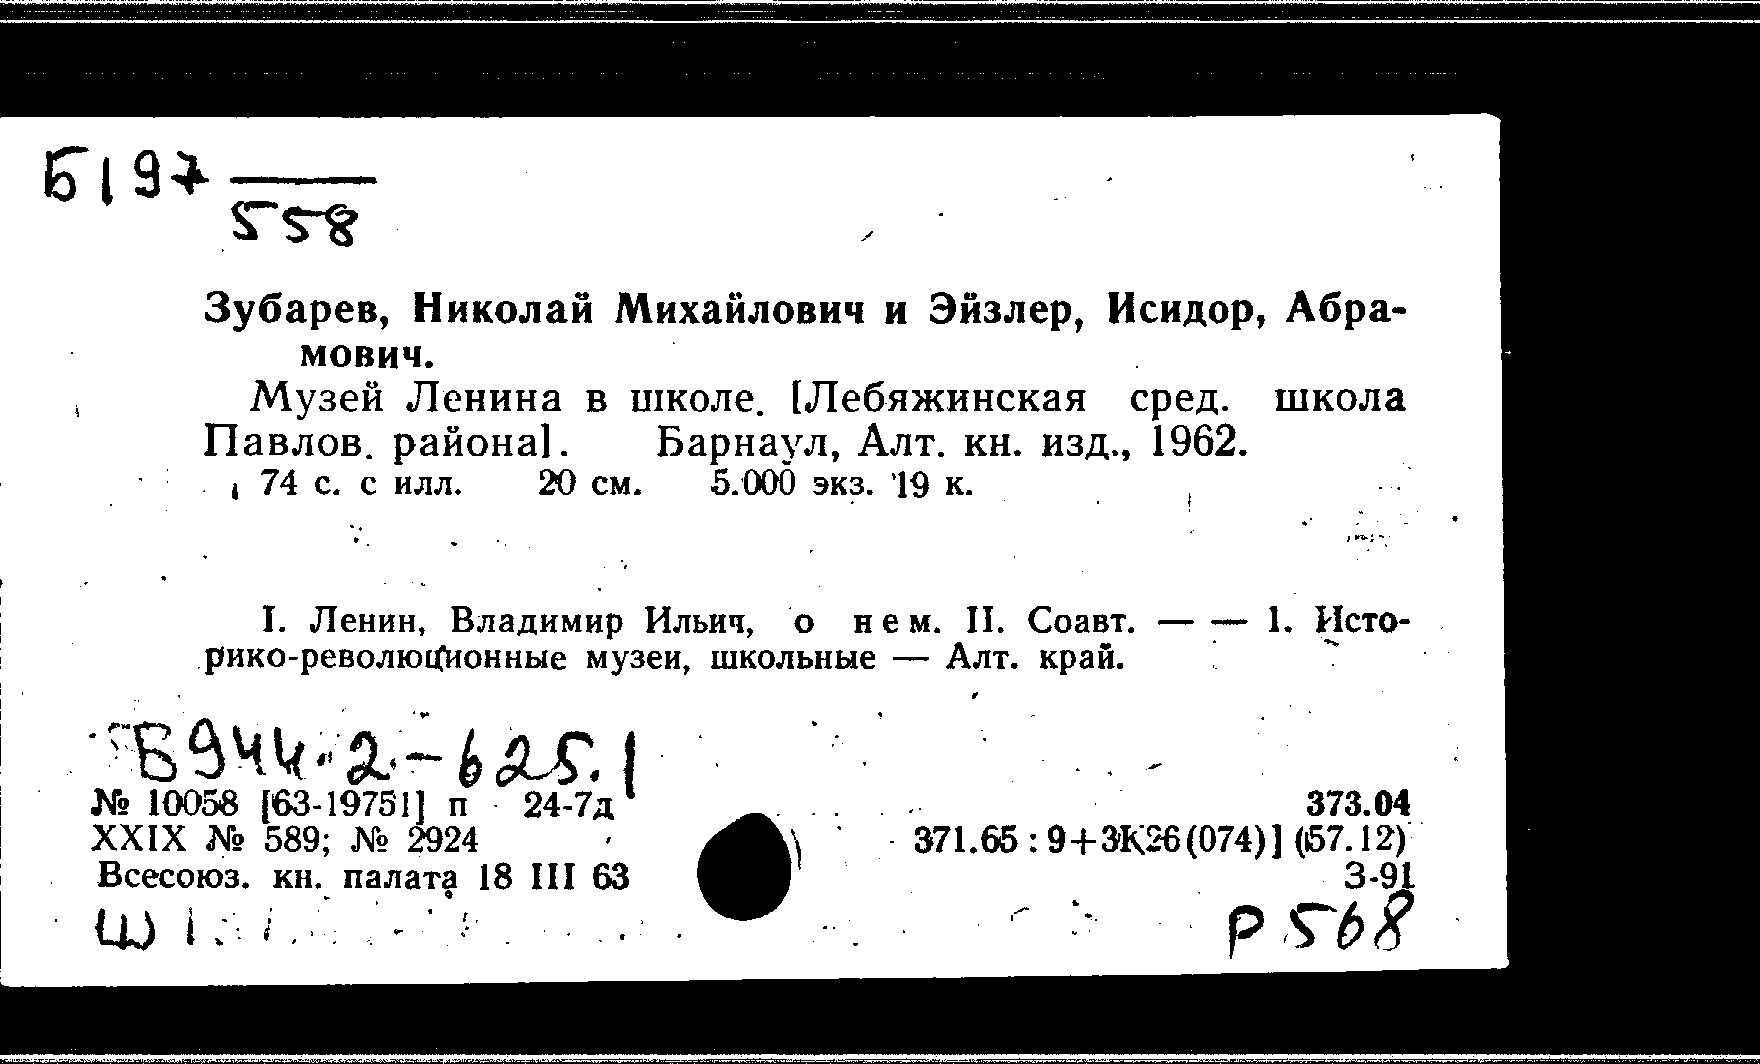 Б 197
558
Зубарев, Николай Михайлович и Эйзлер, Исидор, Абра-
мович.
Музей Ленина в школе. [Лебяжинская сред. школа
Павлов. района]. Барнаул, Алт. кн. изд., 1962.
74 с. с илл. 20 см. 5.000 экз. 19 к.
I. Ленин, Владимир Ильич, о нем. II. Соавт. — — 1. Исто-
рико-революционные музеи, школьные — Алт. край.
Б944.2-625.1
№ 10058 [63-19751] п 24-7д 373.04
XXIX № 589; № 2924 371.65 : 9+3К26(074)] (57.12)
Всесоюз. кн. палата 18 III 63 З-91
Ш Р 568